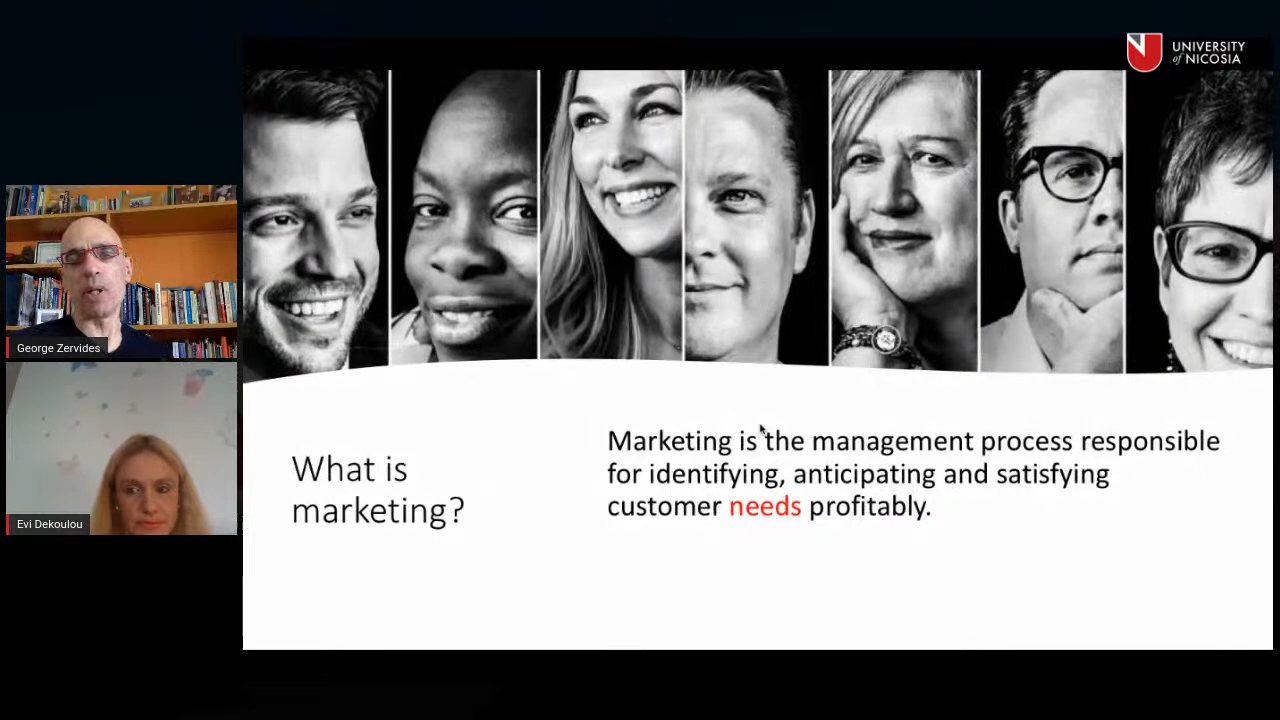 UNIVERSITY
of NICOSIA
George Zervides
Evi Dekoulou
What is
marketing?
Marketing is the management process responsible
for identifying, anticipating and satisfying
customer needs profitably.